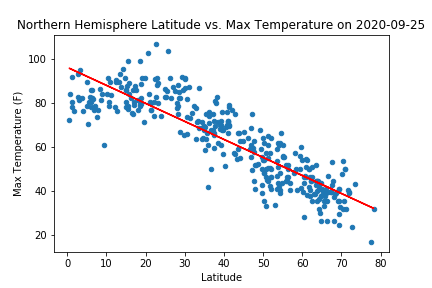 Northern Hemisphere Latitude vs. Max Temperature on 2020-09-25
100
80
60
40
20
Max Temperature (F)
0 10 20 30 40 50 60 70 80
Latitude